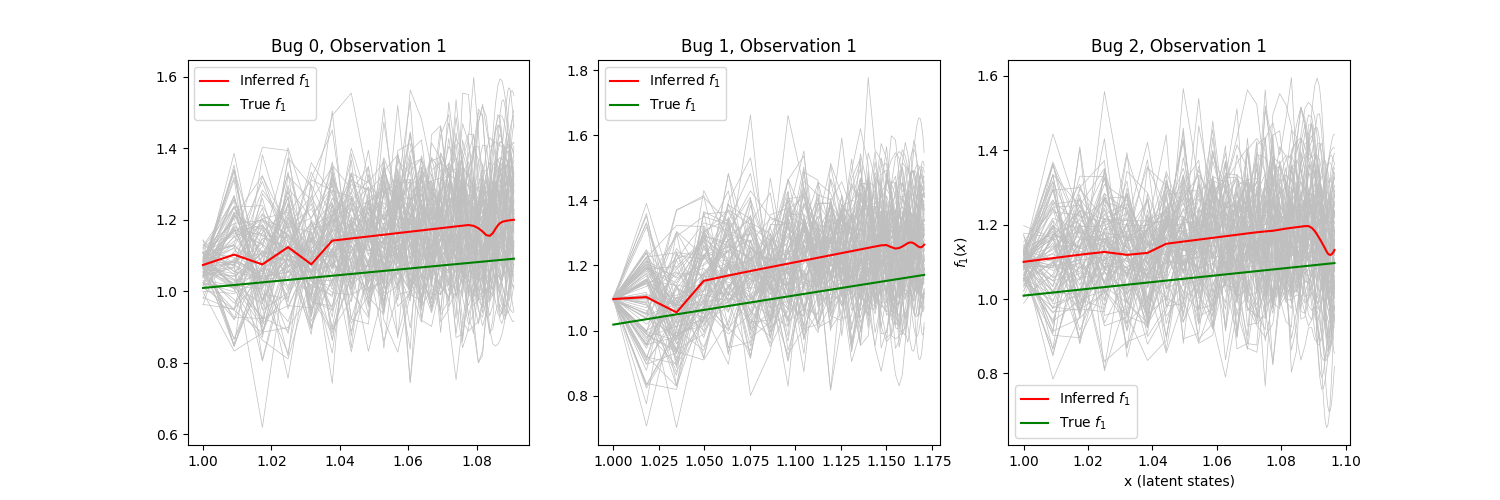 Bug 0, Observation 1
Inferred f₁
True f₁
1.6
1.4
1.2
1.0
0.8
0.6
1.00 1.02 1.04 1.06 1.08
Bug 1, Observation 1
Inferred f₁
True f₁
1.8
1.6
1.4
1.2
1.0
0.8
1.000 1.025 1.050 1.075 1.100 1.125 1.150 1.175
Bug 2, Observation 1
f₁(x)
1.6
1.4
1.2
1.0
0.8
Inferred f₁
True f₁
1.00 1.02 1.04 1.06 1.08 1.10
x (latent states)